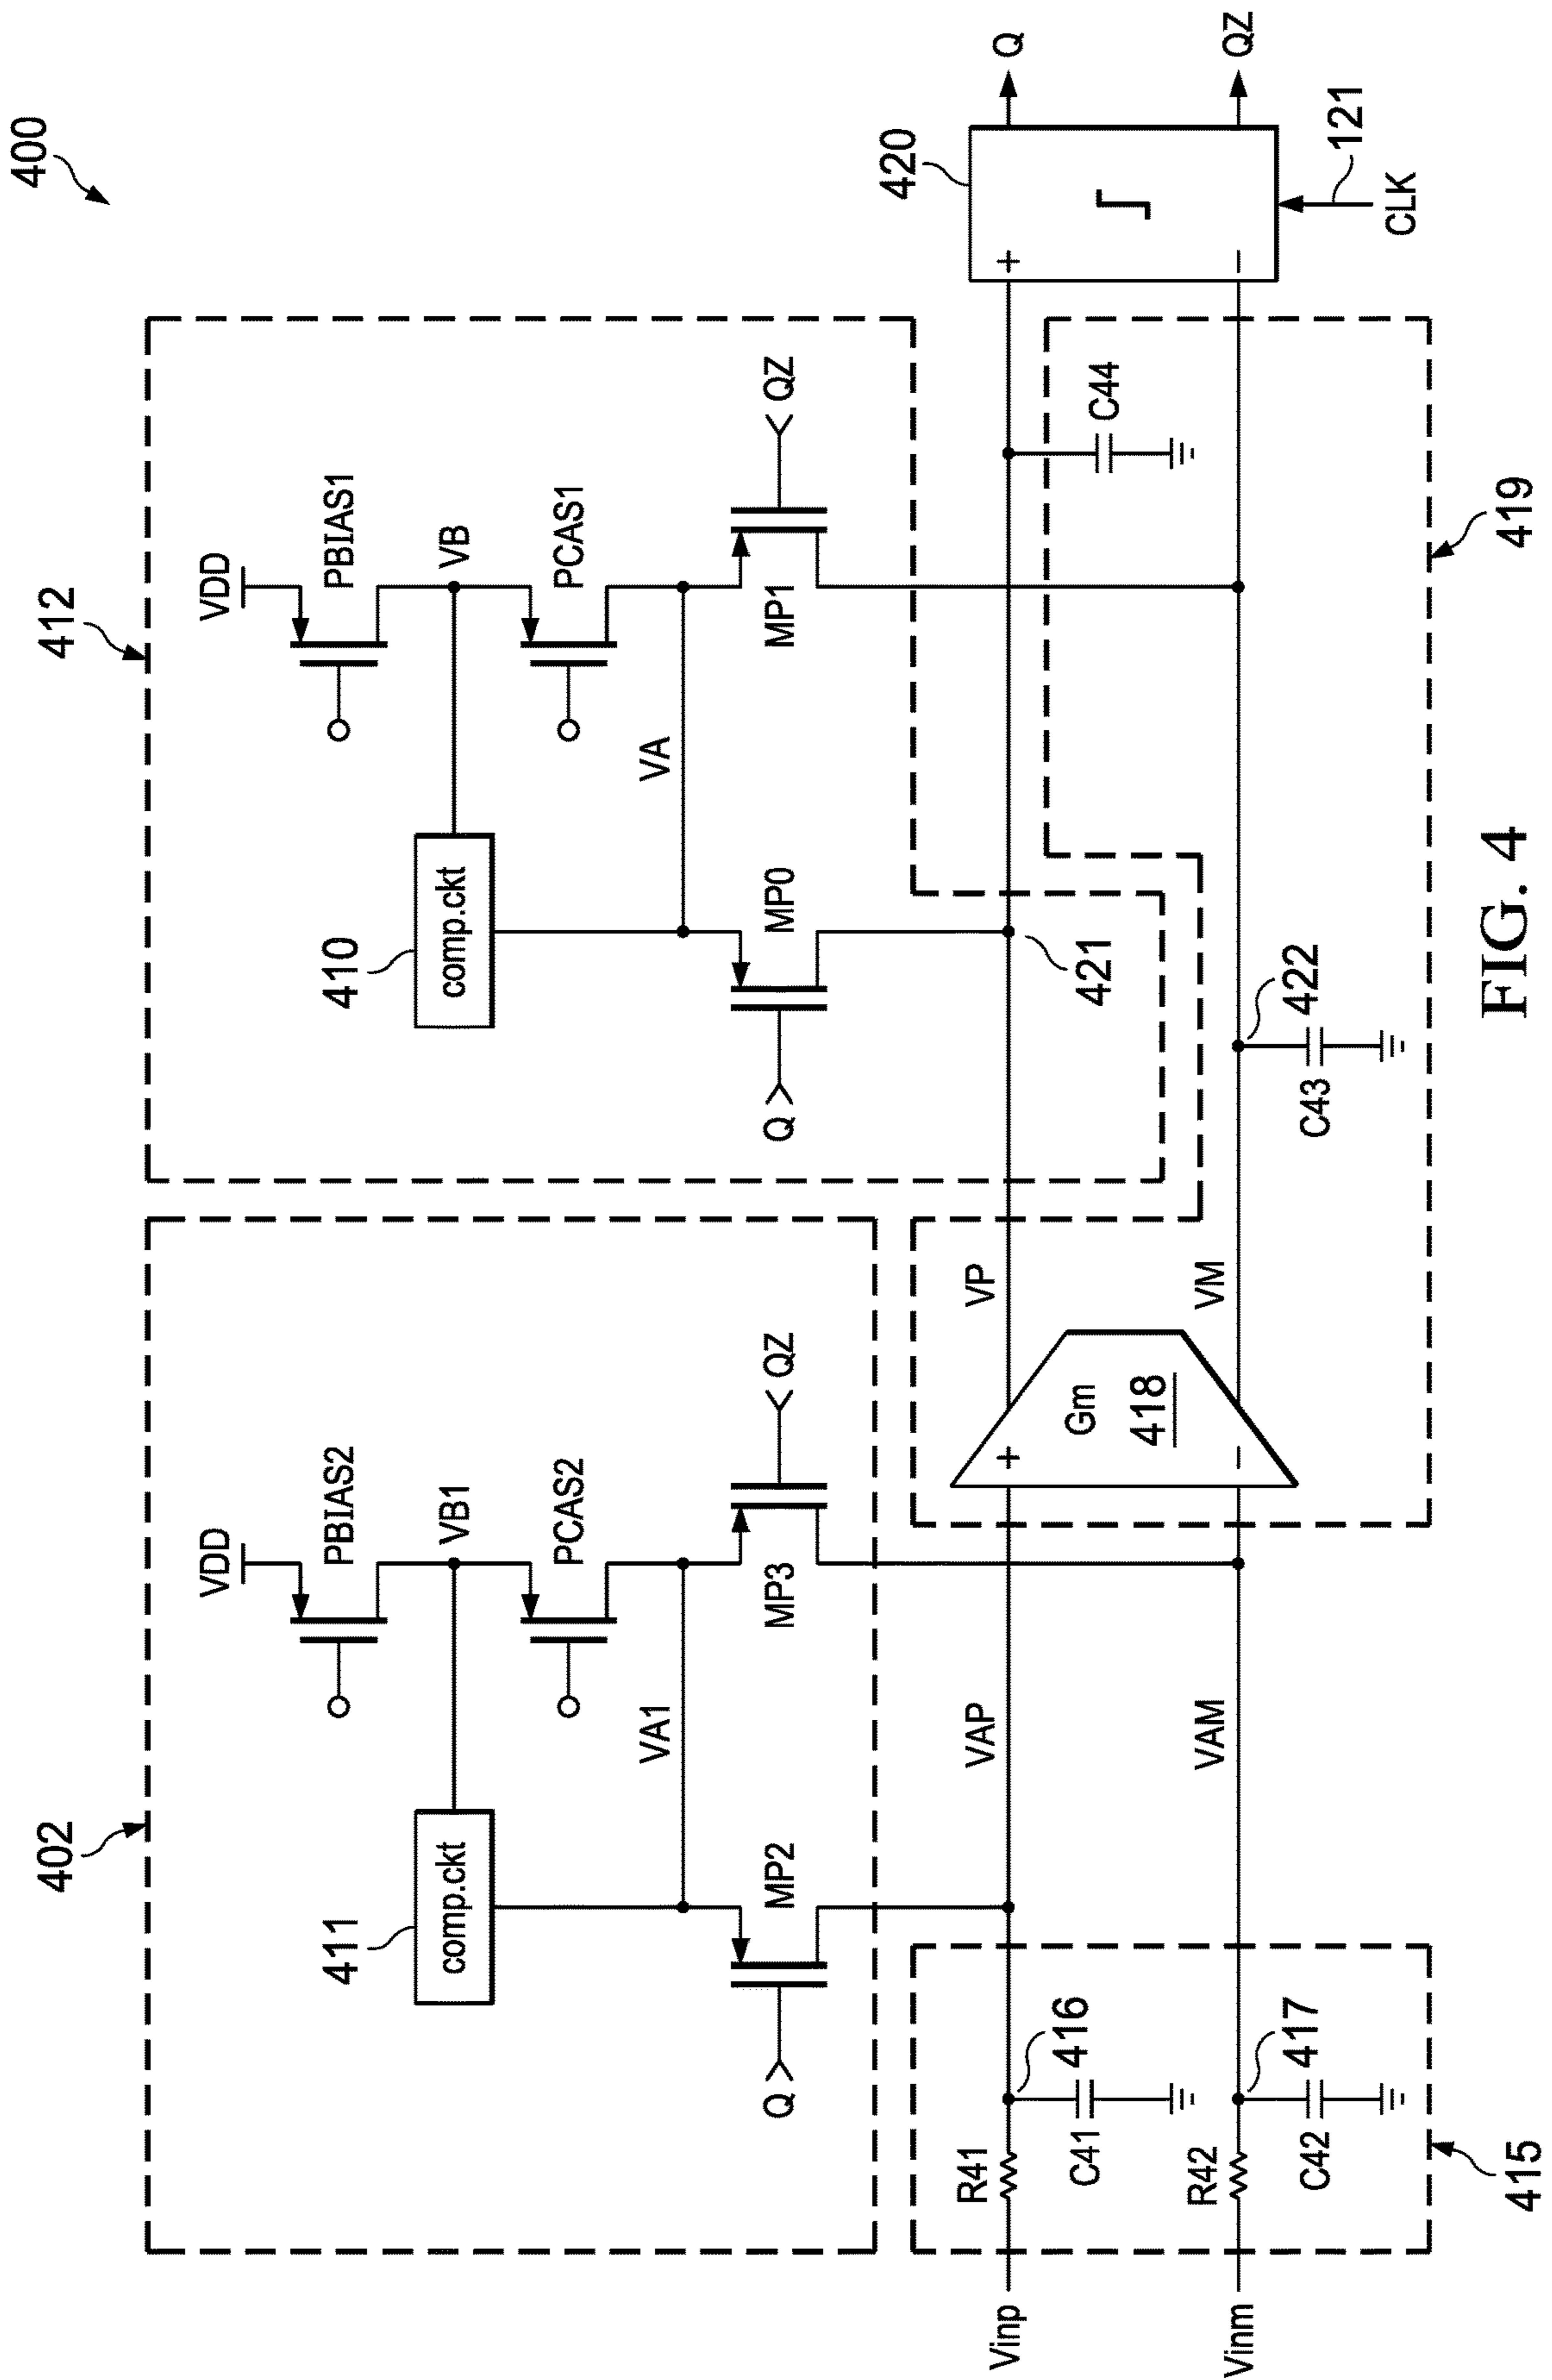 400
402
412
VDD
PBIAS2
VB1
PCAS2
411
comp.ckt
VA1
Q
MP2
MP3
QZ
VDD
PBIAS1
VB
PCAS1
410
comp.ckt
VA
Q
MP0
MP1
QZ
Vinp
R41
416
C41
VAP
+
Gm
418
−
VP
421
C44
+
420
Q
Vinm
R42
417
C42
VAM
VM
422
C43
−
QZ
CLK
121
415
419
FIG. 4